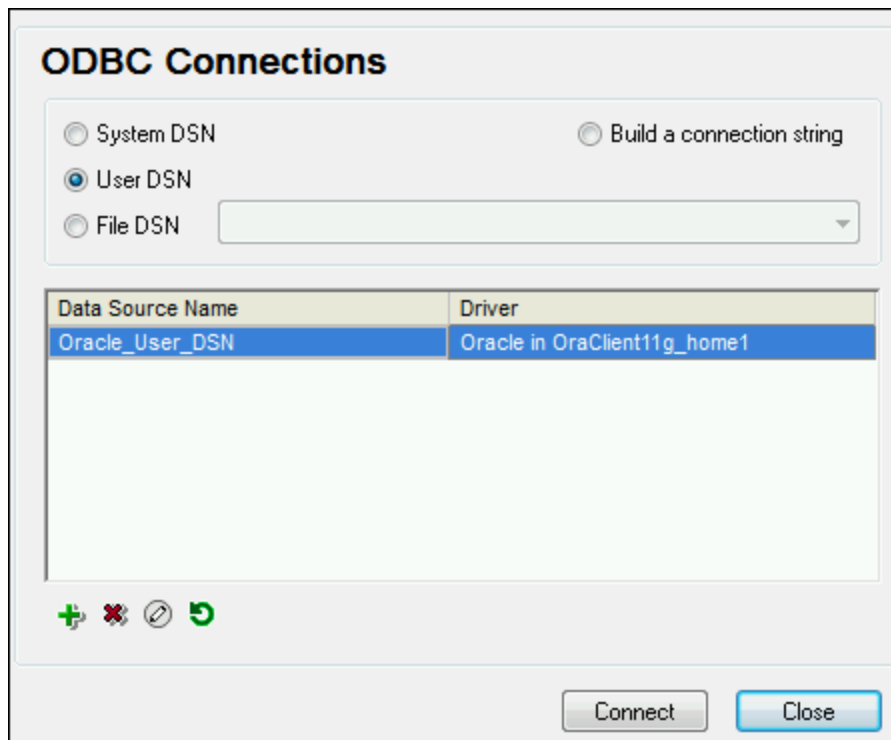 ODBC Connections
System DSN
Build a connection string
User DSN
File DSN
Data Source Name Driver
Oracle_User_DSN Oracle in OraClient11g_home1
Connect Close